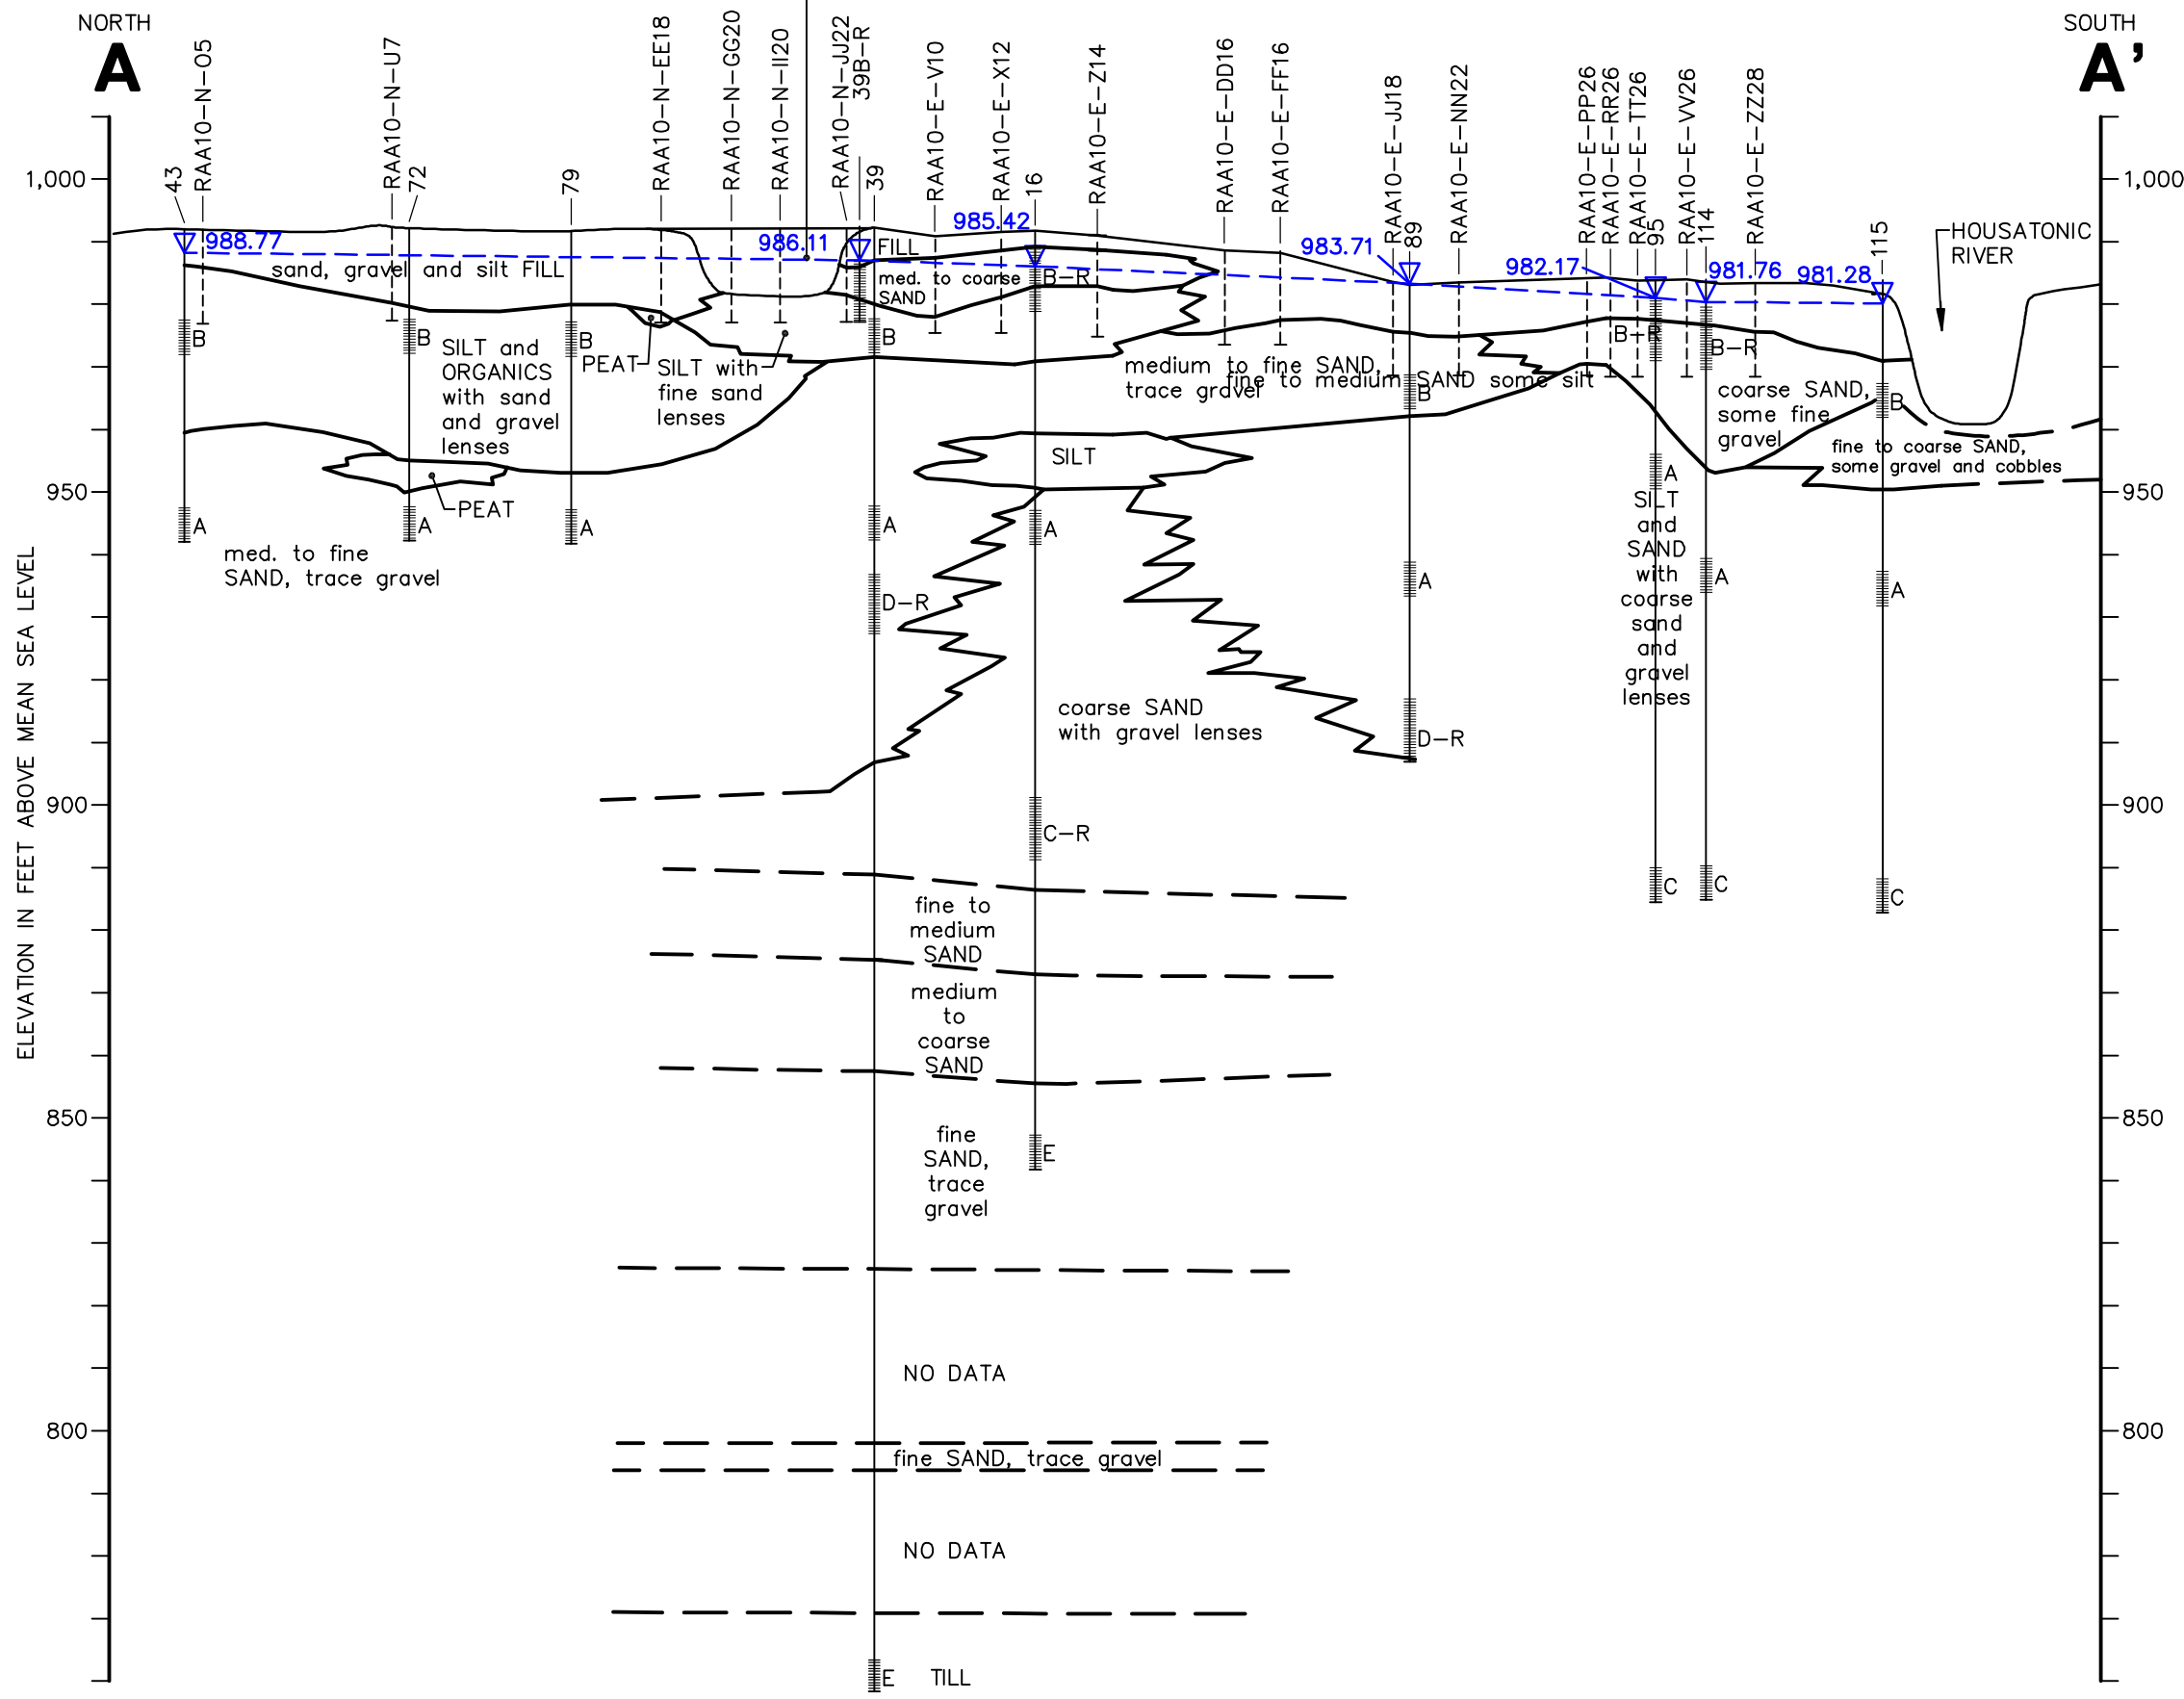 NORTH
SOUTH
A
A'
43
RAA10-N-O5
RAA10-N-U7
72
79
RAA10-N-EE18
RAA10-N-GG20
RAA10-N-II20
RAA10-N-JJ22
39B-R
39
RAA10-E-V10
RAA10-E-X12
16
RAA10-E-Z14
RAA10-E-DD16
RAA10-E-FF16
RAA10-E-JJ18
89
RAA10-E-NN22
RAA10-E-PP26
RAA10-E-RR26
RAA10-E-TT26
95
RAA10-E-VV26
114
RAA10-E-ZZ28
115
1,000
1,000
HOUSATONIC
RIVER
988.77
986.11
985.42
983.71
982.17
981.76
981.28
sand, gravel and silt FILL
FILL
med. to coarse
SAND
B-R
B
B
B
B
B+R
B-R
B
B
SILT and
ORGANICS
with sand
and gravel
lenses
PEAT
SILT with
fine sand
lenses
medium to fine SAND,
trace gravel
fine to medium SAND some silt
coarse SAND,
some fine
gravel
fine to coarse SAND,
some gravel and cobbles
SILT
PEAT
950
950
A
A
A
A
A
A
A
A
A
med. to fine
SAND, trace gravel
SILT
and
SAND
with
coarse
sand
and
gravel
lenses
D-R
D-R
coarse SAND
with gravel lenses
ELEVATION IN FEET ABOVE MEAN SEA LEVEL
900
900
C-R
C
C
C
fine to
medium
SAND
medium
to
coarse
SAND
850
850
fine
SAND,
trace
gravel
E
NO DATA
800
800
fine SAND, trace gravel
NO DATA
E
TILL